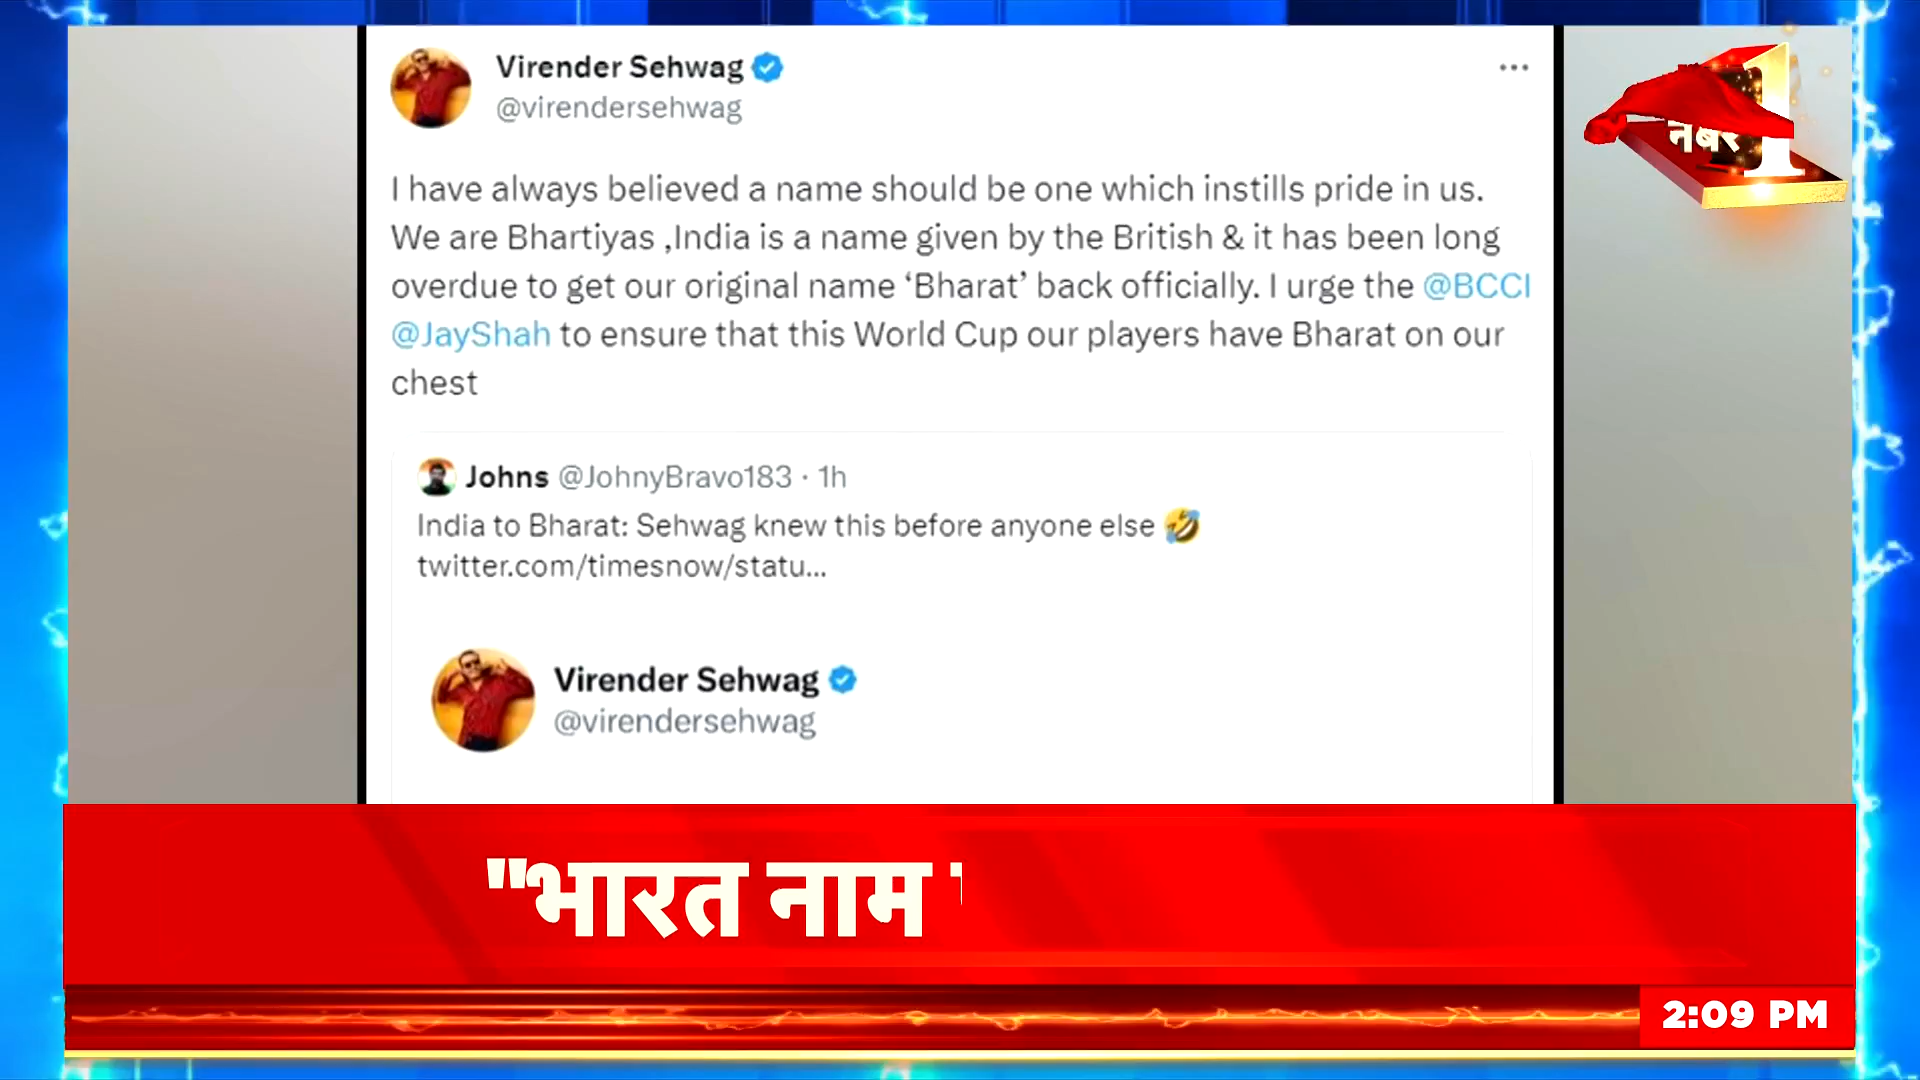 Virender Sehwag
@virendersehwag
I have always believed a name should be one which instills pride in us.
We are Bhartiyas ,India is a name given by the British & it has been long
overdue to get our original name ‘Bharat’ back officially. I urge the @BCCI
@JayShah to ensure that this World Cup our players have Bharat on our
chest
Johns @JohnyBravo183 · 1h
India to Bharat: Sehwag knew this before anyone else 🤣
twitter.com/timesnow/statu...
Virender Sehwag
@virendersehwag
नंबर 1
"भारत नाम
2:09 PM